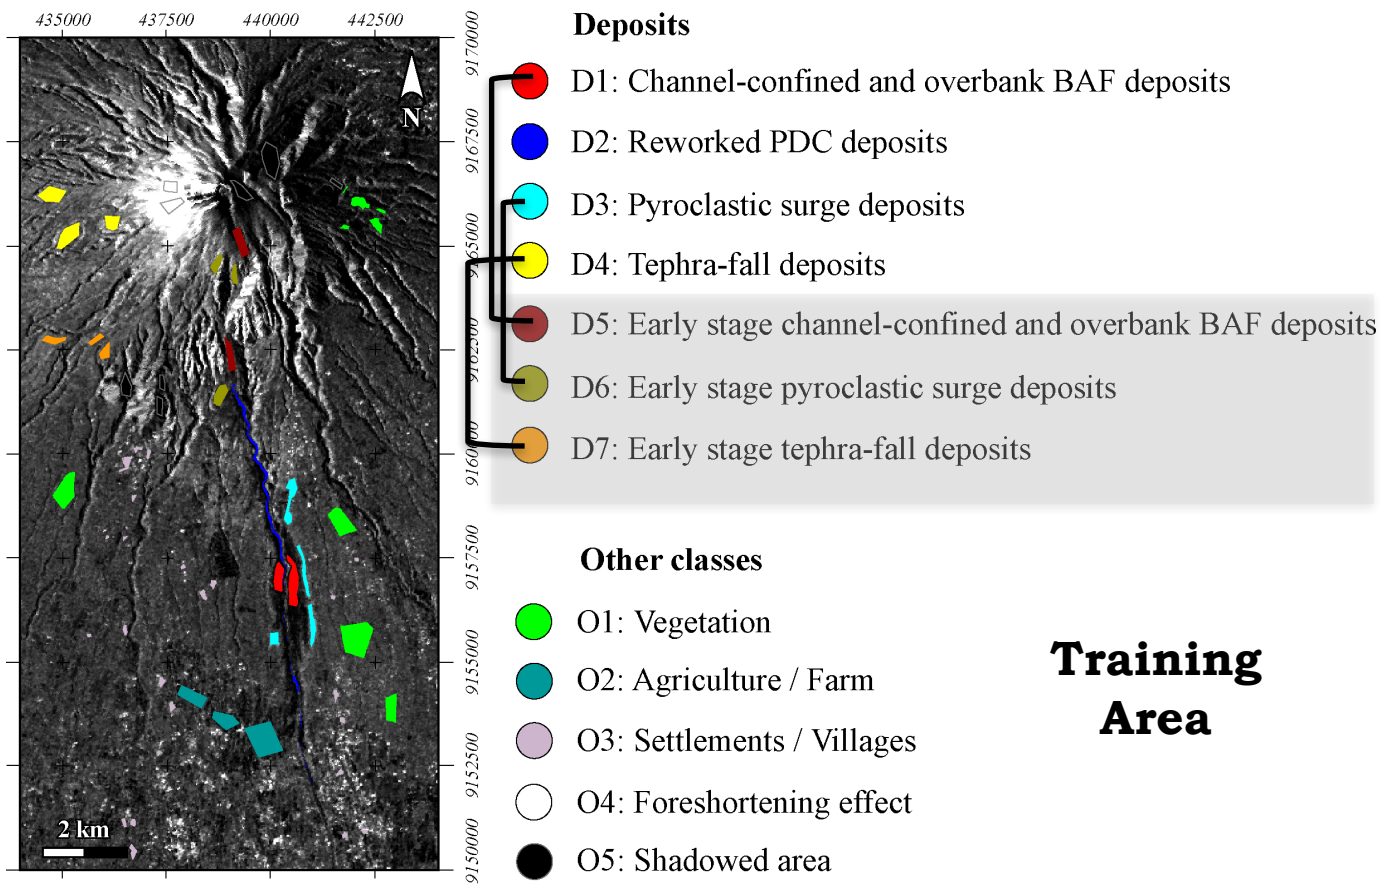 435000 437500 440000 442500
9170000
9167500
9165000
9162500
9160000
9157500
9155000
9152500
9150000
N
2 km
Deposits
D1: Channel-confined and overbank BAF deposits
D2: Reworked PDC deposits
D3: Pyroclastic surge deposits
D4: Tephra-fall deposits
D5: Early stage channel-confined and overbank BAF deposits
D6: Early stage pyroclastic surge deposits
D7: Early stage tephra-fall deposits
Other classes
O1: Vegetation
O2: Agriculture / Farm
O3: Settlements / Villages
O4: Foreshortening effect
O5: Shadowed area
Training
Area